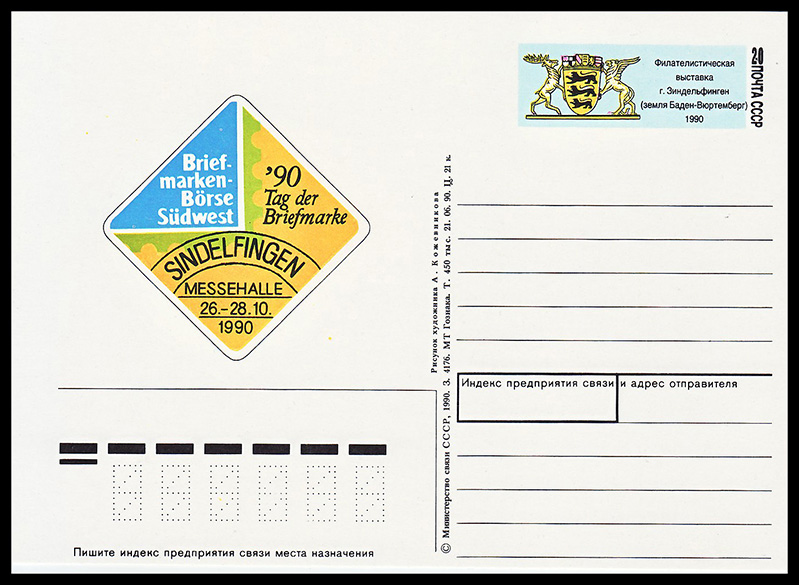 Филателистическая
выставка
г. Зиндельфинген
(земля Баден-Вюртемберг)
1990
20 ПОЧТА СССР
Brief-
marken-
Börse
Südwest
'90
Tag der
Briefmarke
SINDELFINGEN
MESSEHALLE
26.–28.10.
1990
Рисунок художника А. Кожевникова
© Министерство связи СССР, 1990. З. 4176. МТ Гознака. Т. 450 тыс. 21. 06. 90. Ц. 21 к.
Индекс предприятия связи и адрес отправителя
Пишите индекс предприятия связи места назначения